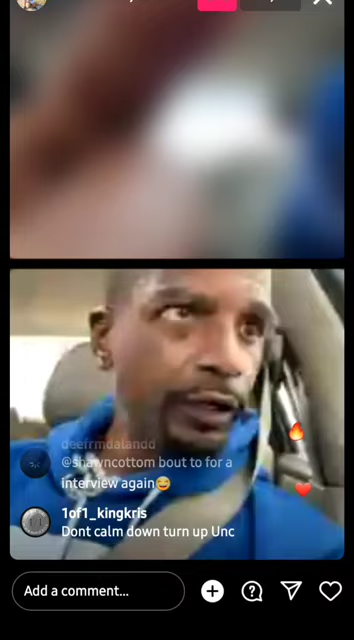 deefrmdalandd
@shawncottom bout to for a
interview again😂
1of1_kingkris
Dont calm down turn up Unc
Add a comment...